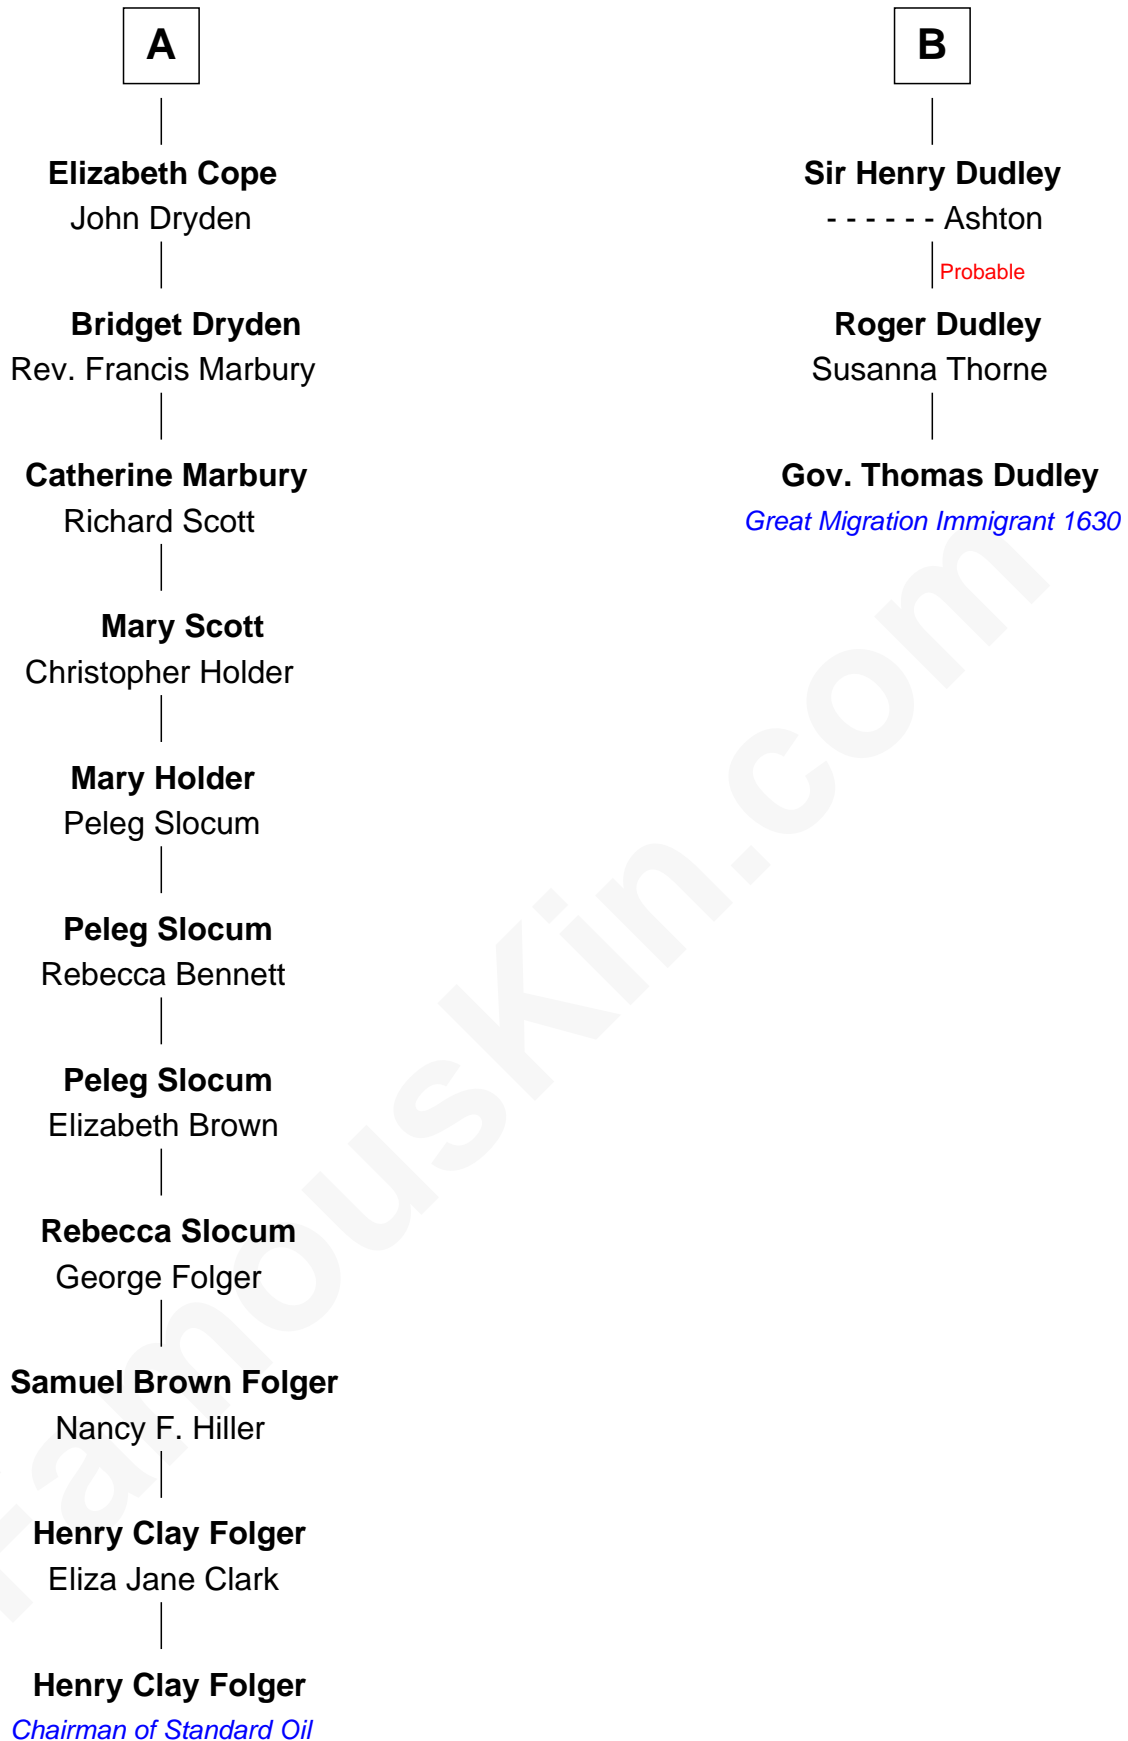 A
Elizabeth Cope
John Dryden
Bridget Dryden
Rev. Francis Marbury
Catherine Marbury
Richard Scott
Mary Scott
Christopher Holder
Mary Holder
Peleg Slocum
Peleg Slocum
Rebecca Bennett
Peleg Slocum
Elizabeth Brown
Rebecca Slocum
George Folger
Samuel Brown Folger
Nancy F. Hiller
Henry Clay Folger
Eliza Jane Clark
Henry Clay Folger
Chairman of Standard Oil
B
Sir Henry Dudley
- - - - - - Ashton
Probable
Roger Dudley
Susanna Thorne
Gov. Thomas Dudley
Great Migration Immigrant 1630
FamousKin.com